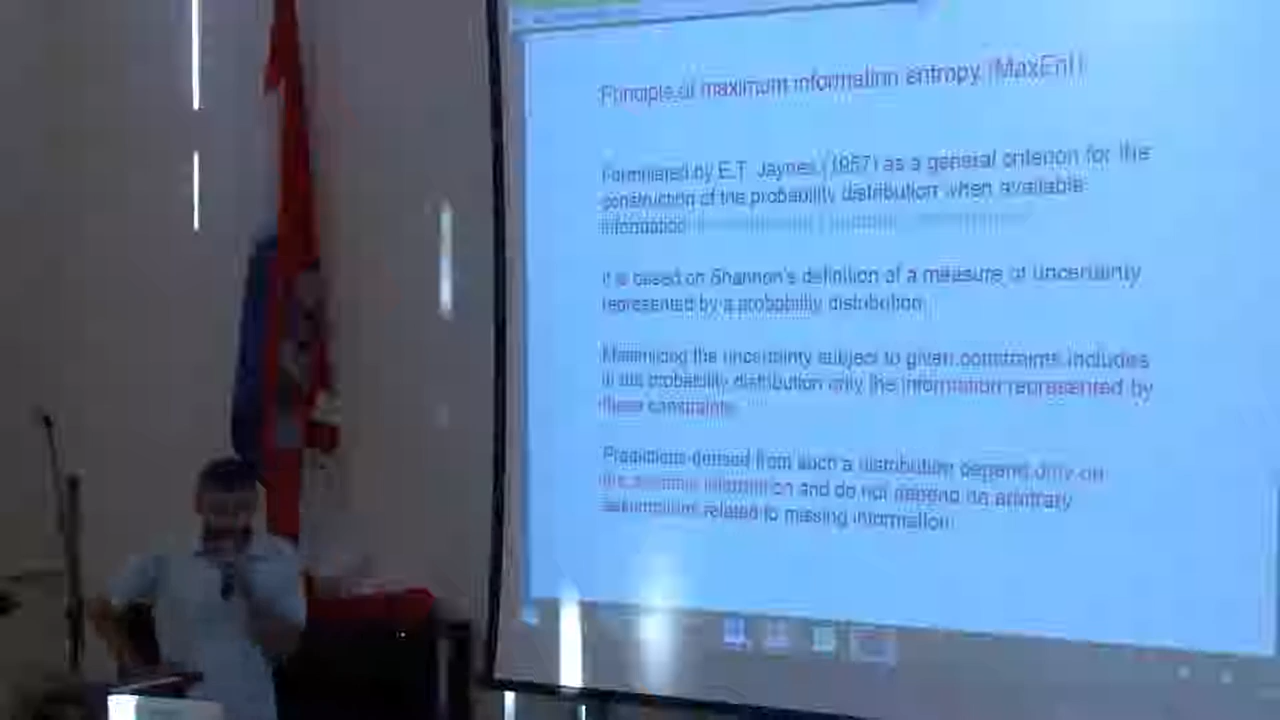 Principle of maximum information entropy (MaxEnt)
Formulated by E.T. Jaynes (1957) as a general criterion for the
construction of the probability distribution when available
information
It is based on Shannon's definition of a measure of uncertainty
represented by a probability distribution
Maximizing the uncertainty subject to given constraints includes
in the probability distribution only the information represented by
these constraints
Predictions derived from such a distribution depend only on
information and do not depend on arbitrary
assumptions related to missing information